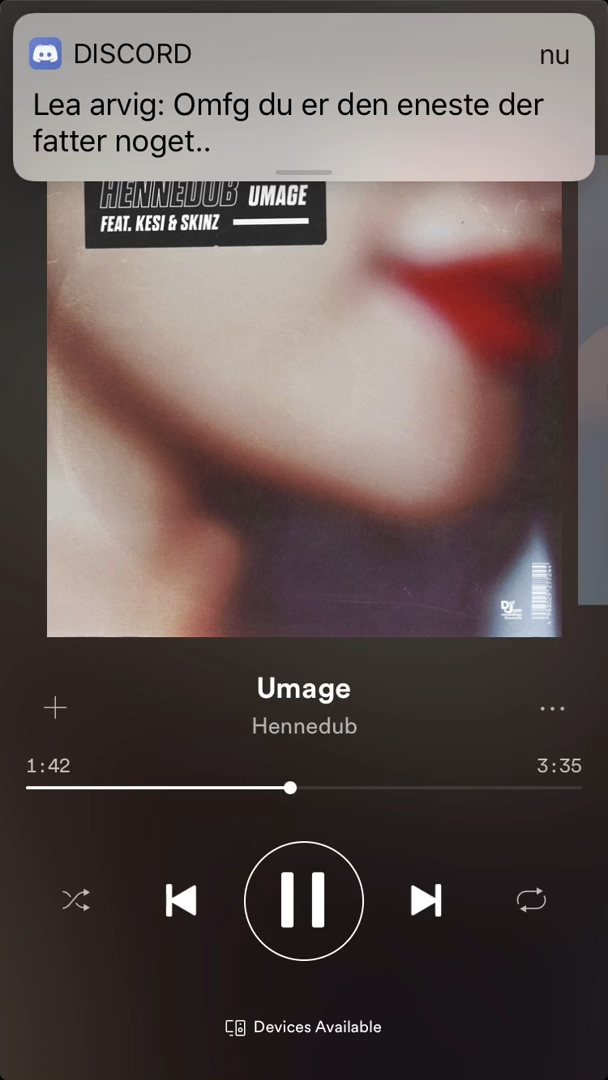 DISCORD
nu
Lea arvig: Omfg du er den eneste der
fatter noget..
HENNEDUB UMAGE
FEAT. KESI & SKINZ
Umage
Hennedub
1:42
3:35
Devices Available